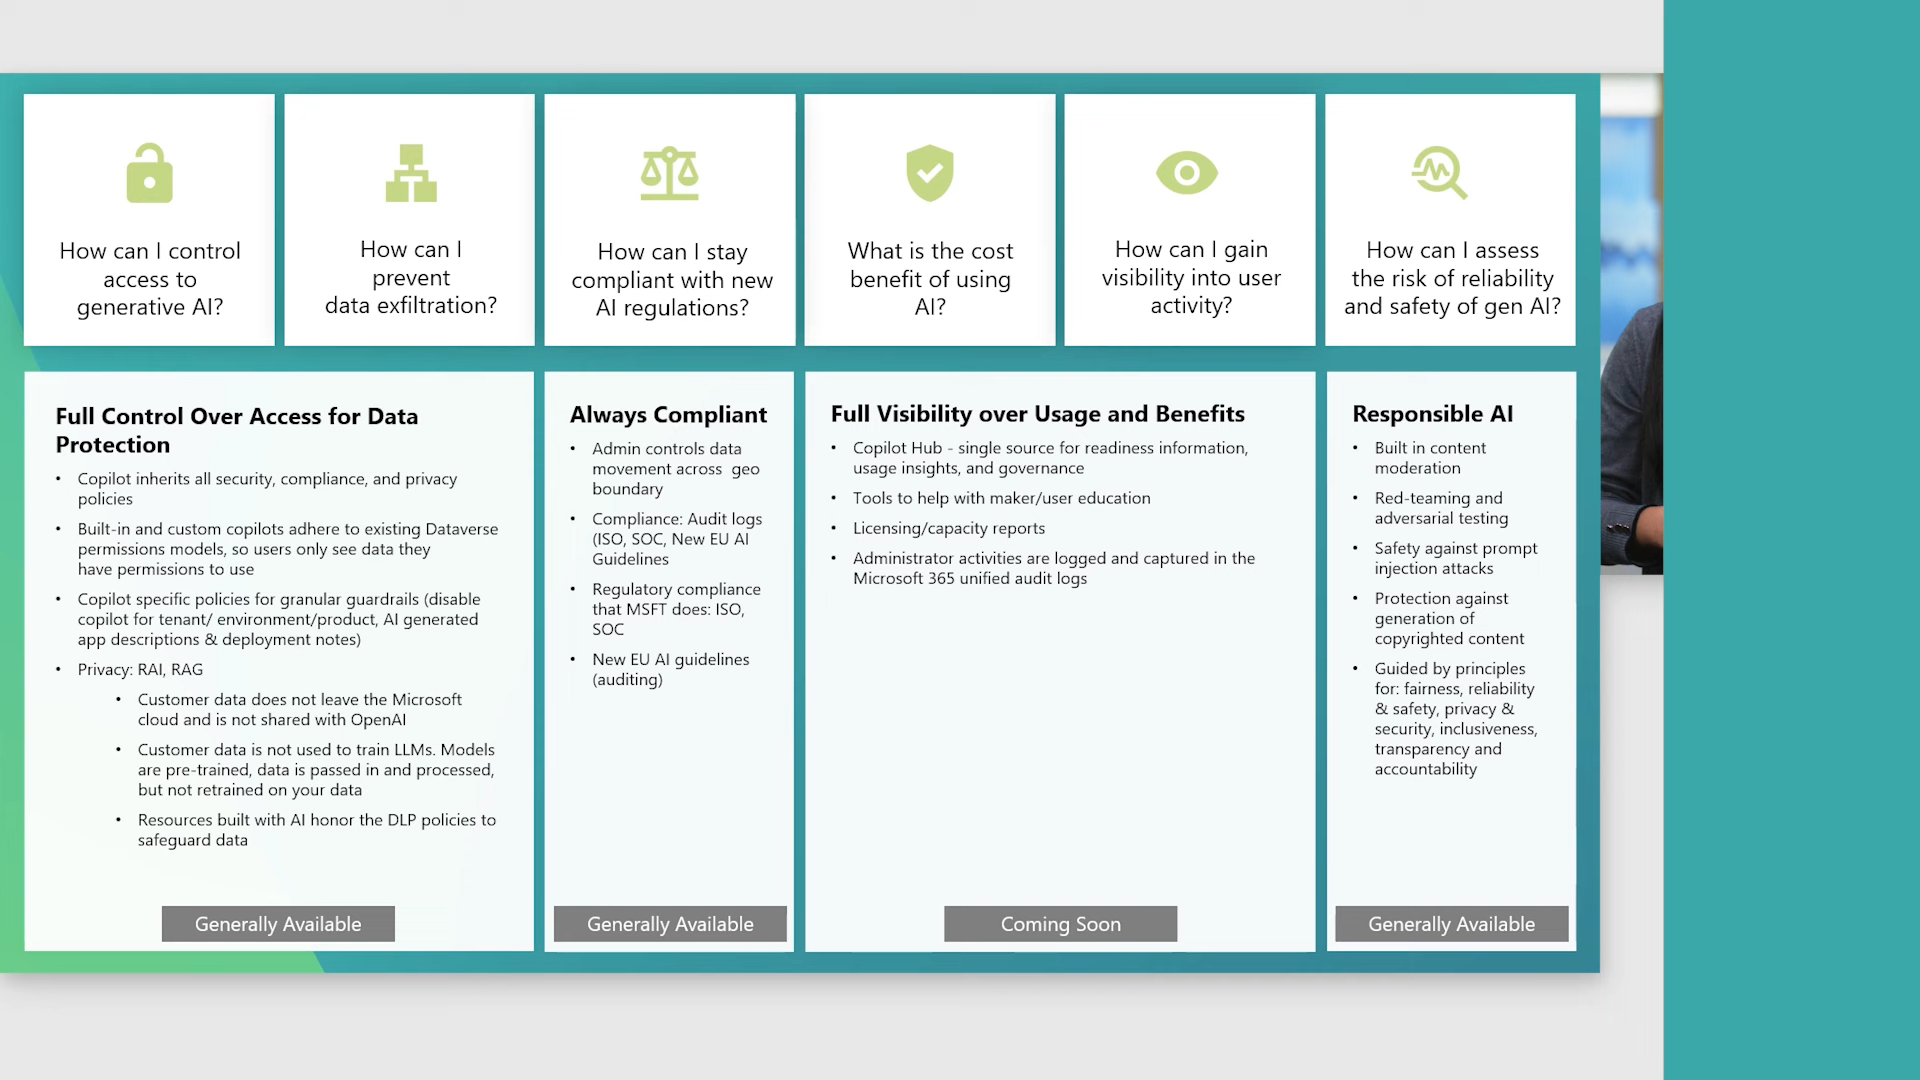 How can I control
access to
generative AI?
How can I
prevent
data exfiltration?
How can I stay
compliant with new
AI regulations?
What is the cost
benefit of using
AI?
How can I gain
visibility into user
activity?
How can I assess
the risk of reliability
and safety of gen AI?
Full Control Over Access for Data
Protection
• Copilot inherits all security, compliance, and privacy
policies
• Built-in and custom copilots adhere to existing Dataverse
permissions models, so users only see data they
have permissions to use
• Copilot specific policies for granular guardrails (disable
copilot for tenant/ environment/product, AI generated
app descriptions & deployment notes)
• Privacy: RAI, RAG
• Customer data does not leave the Microsoft
cloud and is not shared with OpenAI
• Customer data is not used to train LLMs. Models
are pre-trained, data is passed in and processed,
but not retrained on your data
• Resources built with AI honor the DLP policies to
safeguard data
Generally Available
Always Compliant
• Admin controls data
movement across geo
boundary
• Compliance: Audit logs
(ISO, SOC, New EU AI
Guidelines
• Regulatory compliance
that MSFT does: ISO,
SOC
• New EU AI guidelines
(auditing)
Generally Available
Full Visibility over Usage and Benefits
• Copilot Hub - single source for readiness information,
usage insights, and governance
• Tools to help with maker/user education
• Licensing/capacity reports
• Administrator activities are logged and captured in the
Microsoft 365 unified audit logs
Coming Soon
Responsible AI
• Built in content
moderation
• Red-teaming and
adversarial testing
• Safety against prompt
injection attacks
• Protection against
generation of
copyrighted content
• Guided by principles
for: fairness, reliability
& safety, privacy &
security, inclusiveness,
transparency and
accountability
Generally Available